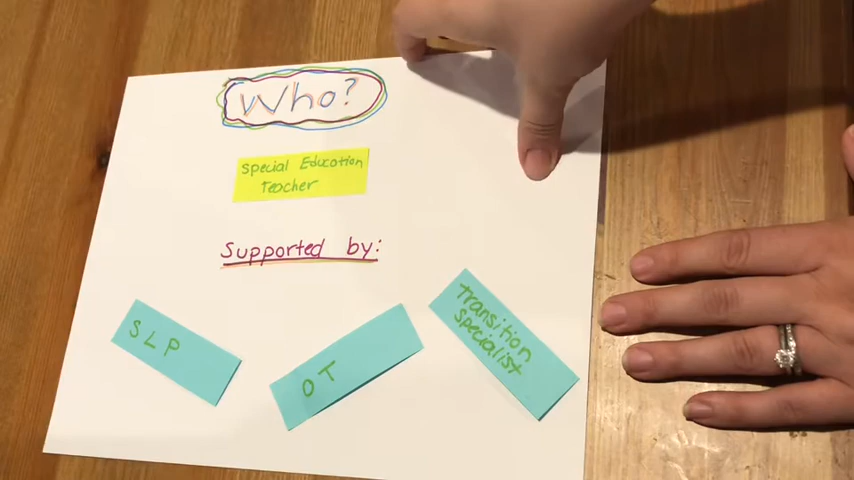 Who?
Special Education
Teacher
Supported by:
SLP
OT
Transition
Specialist